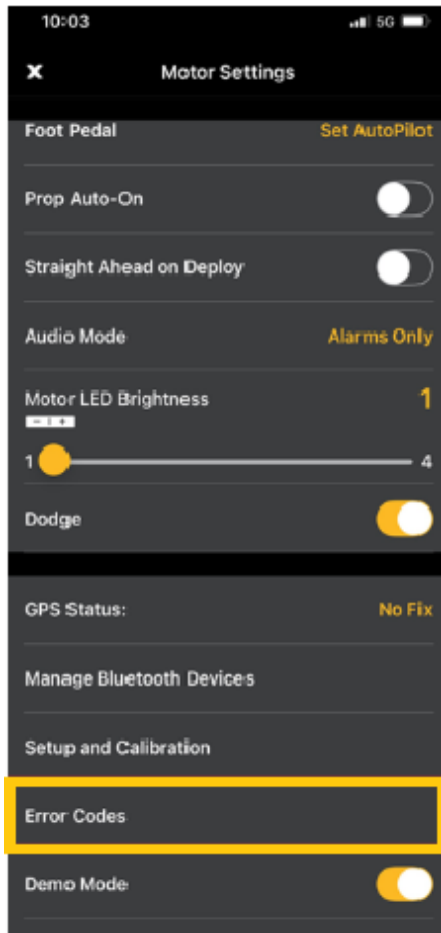 10:03
5G
x
Motor Settings
Foot Pedal
Set AutoPilot
Prop Auto-On
Straight Ahead on Deploy
Audio Mode
Alarms Only
Motor LED Brightness
1
1
4
Dodge
GPS Status:
No Fix
Manage Bluetooth Devices
Setup and Calibration
Error Codes
Demo Mode